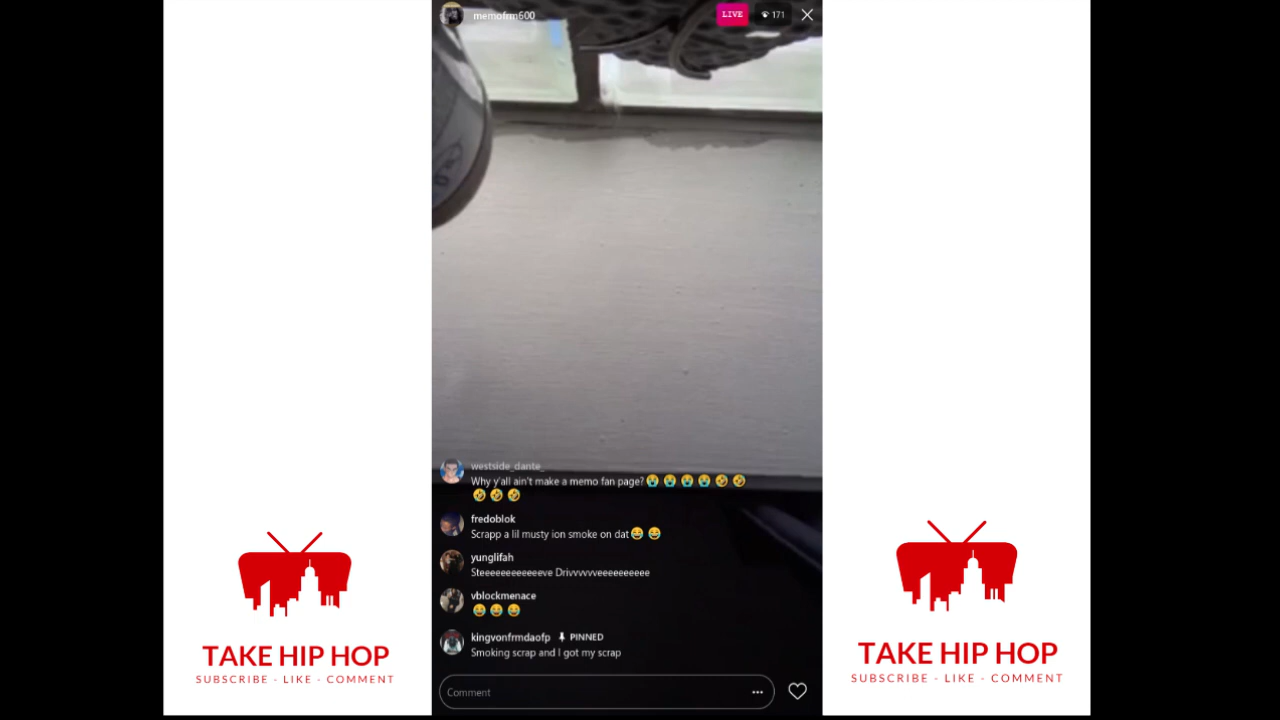 memofrm600
LIVE
171
westside_dante_
Why y'all ain't make a memo fan page?😭😭😭😭🤣🤣
🤣🤣🤣
fredoblok
Scrapp a lil musty ion smoke on dat😂😂
yunglifah
Steeeeeeeeeeeeve Drivvvvvveeeeeeeeee
vblockmenace
😂😂😂
kingvonfrmdaofp PINNED
Smoking scrap and I got my scrap
Comment
TAKE HIP HOP
SUBSCRIBE - LIKE - COMMENT
TAKE HIP HOP
SUBSCRIBE - LIKE - COMMENT